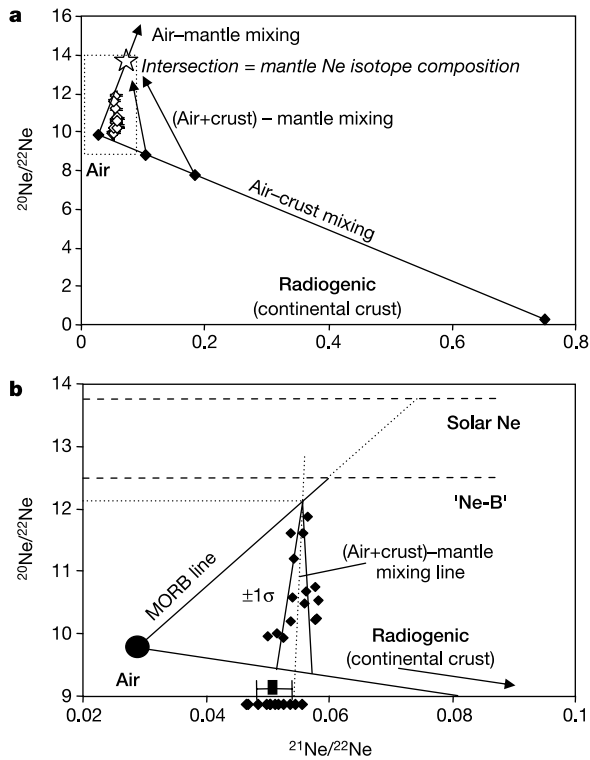 a
16
14
12
10
8
6
4
2
0
²⁰Ne/²²Ne
Air–mantle mixing
Intersection = mantle Ne isotope composition
(Air+crust) – mantle mixing
Air
Air–crust mixing
Radiogenic
(continental crust)
0
0.2
0.4
0.6
0.8
b
14
13
12
11
10
9
²⁰Ne/²²Ne
Solar Ne
'Ne-B'
MORB line
(Air+crust)–mantle
mixing line
±1σ
Radiogenic
(continental crust)
Air
0.02
0.04
0.06
0.08
0.1
²¹Ne/²²Ne